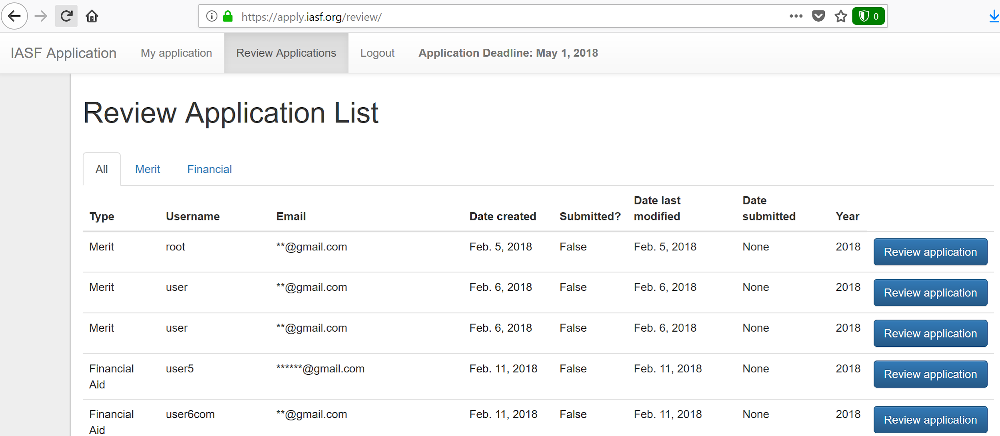 https://apply.iasf.org/review/ 0
IASF Application My application Review Applications Logout Application Deadline: May 1, 2018
Review Application List
All Merit Financial
Type Username Email Date created Submitted? Date last modified Date submitted Year
Merit root **@gmail.com Feb. 5, 2018 False Feb. 5, 2018 None 2018 Review application
Merit user **@gmail.com Feb. 6, 2018 False Feb. 6, 2018 None 2018 Review application
Merit user **@gmail.com Feb. 6, 2018 False Feb. 6, 2018 None 2018 Review application
Financial Aid user5 ******@gmail.com Feb. 11, 2018 False Feb. 11, 2018 None 2018 Review application
Financial Aid user6com **@gmail.com Feb. 11, 2018 False Feb. 11, 2018 None 2018 Review application